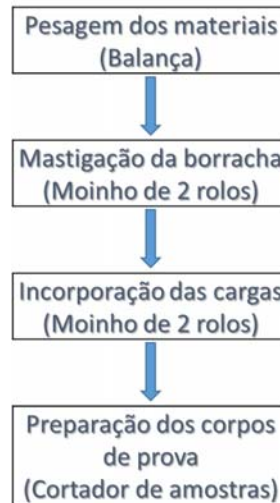 Pesagem dos materiais
(Balança)
Mastigação da borracha
(Moinho de 2 rolos)
Incorporação das cargas
(Moinho de 2 rolos)
Preparação dos corpos
de prova
(Cortador de amostras)